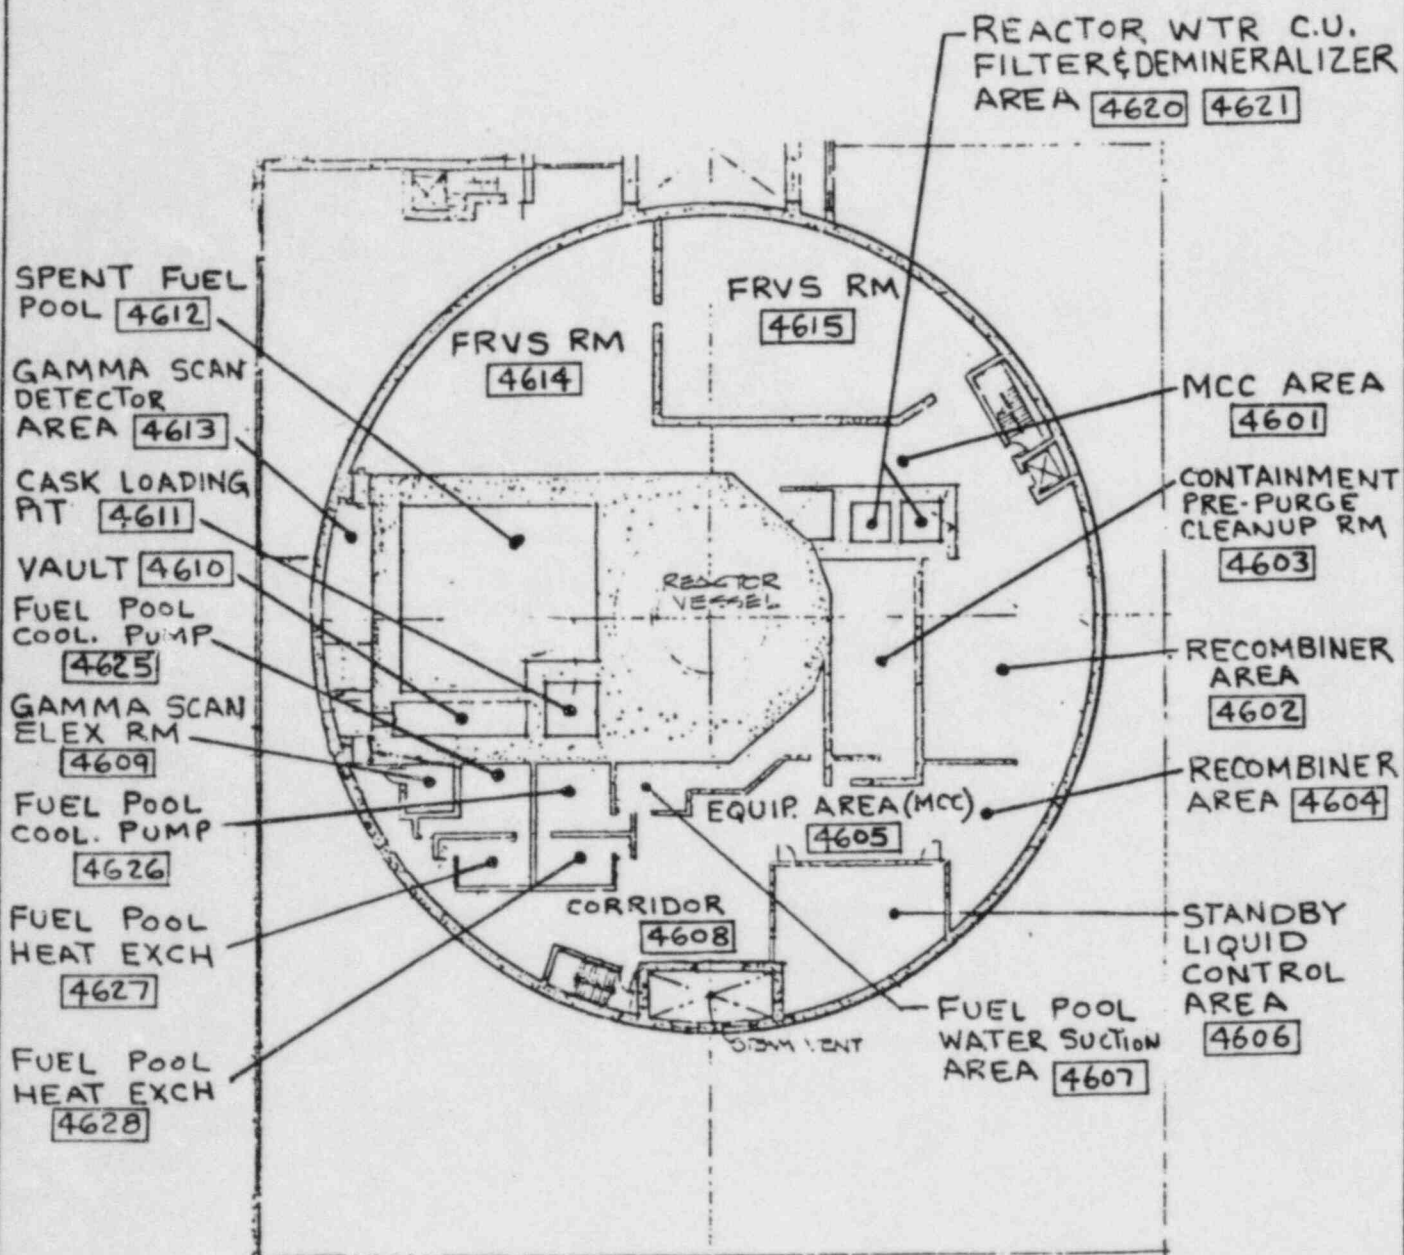 REACTOR WTR C.U.
FILTER&DEMINERALIZER
AREA 4620 4621
SPENT FUEL
POOL 4612
GAMMA SCAN
DETECTOR
AREA 4613
CASK LOADING
PIT 4611
VAULT 4610
FUEL POOL
COOL. PUMP
4625
GAMMA SCAN
ELEX RM
4609
FUEL POOL
COOL. PUMP
4626
FUEL POOL
HEAT EXCH
4627
FUEL POOL
HEAT EXCH
4628
FRVS RM
4614
FRVS RM
4615
REACTOR
VESSEL
EQUIP. AREA (MCC)
4605
CORRIDOR
4608
VENT
MCC AREA
4601
CONTAINMENT
PRE-PURGE
CLEANUP RM
4603
RECOMBINER
AREA
4602
RECOMBINER
AREA 4604
STANDBY
LIQUID
CONTROL
AREA
4606
FUEL POOL
WATER SUCTION
AREA 4607